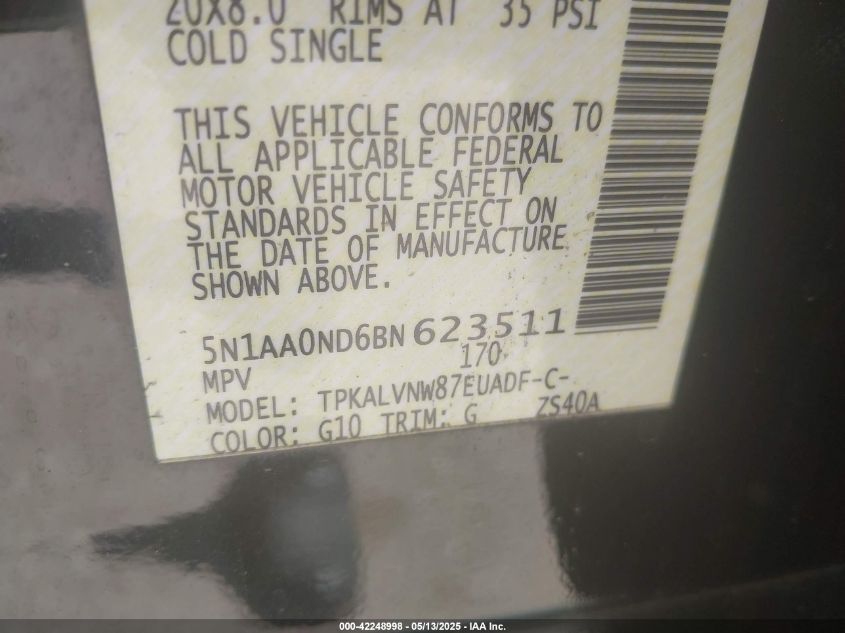 20X8.0 RIMS AT 35 PSI
COLD SINGLE
THIS VEHICLE CONFORMS TO
ALL APPLICABLE FEDERAL
MOTOR VEHICLE SAFETY
STANDARDS IN EFFECT ON
THE DATE OF MANUFACTURE
SHOWN ABOVE.
5N1AA0ND6BN623511
MPV 170
MODEL: TPKALVNW87EUADF-C-
COLOR: G10 TRIM: G ZS40A
000-42248998 - 05/13/2025 - IAA Inc.